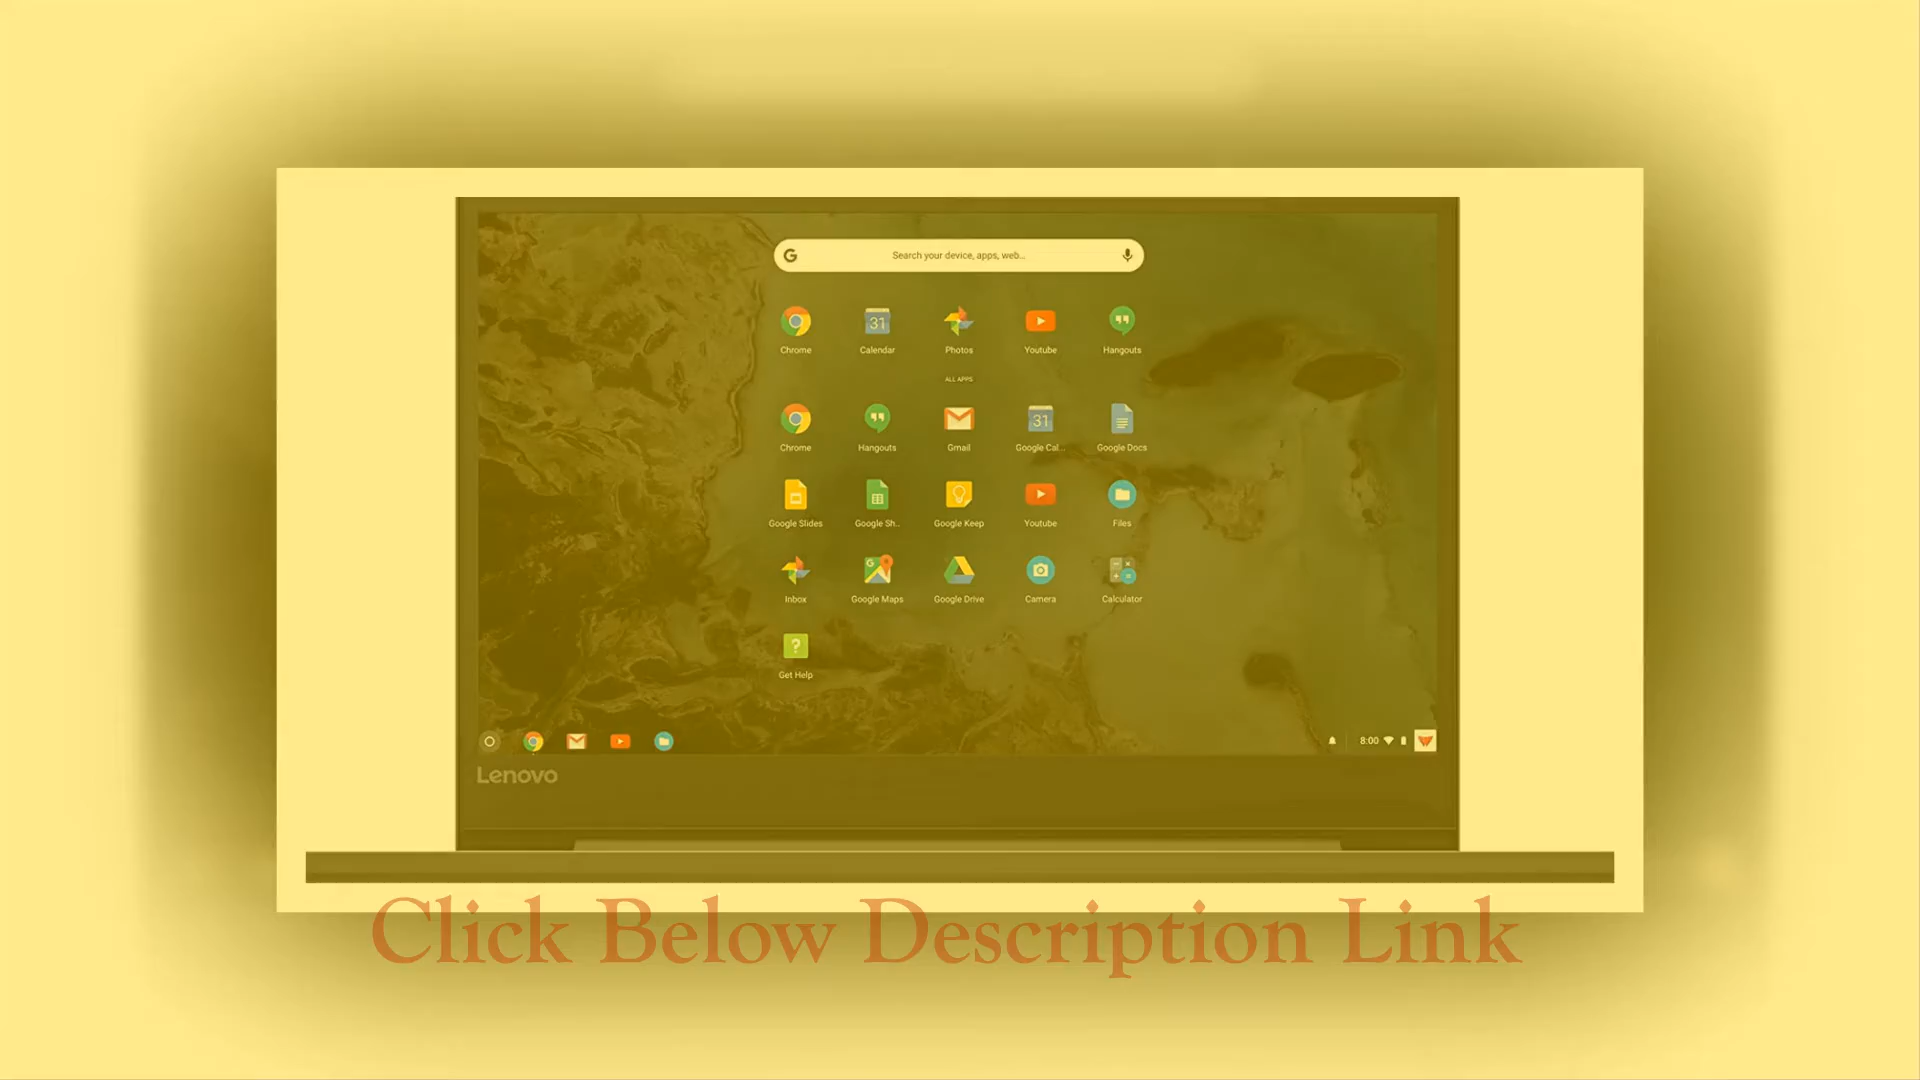 G Search your device, apps, web...
31
Chrome Calendar Photos Youtube Hangouts
ALL APPS
31
Chrome Hangouts Gmail Google Cal... Google Docs
Google Slides Google Sh.. Google Keep Youtube Files
G
Inbox Google Maps Google Drive Camera Calculator
?
Get Help
8:00
Lenovo
Click Below Description Link